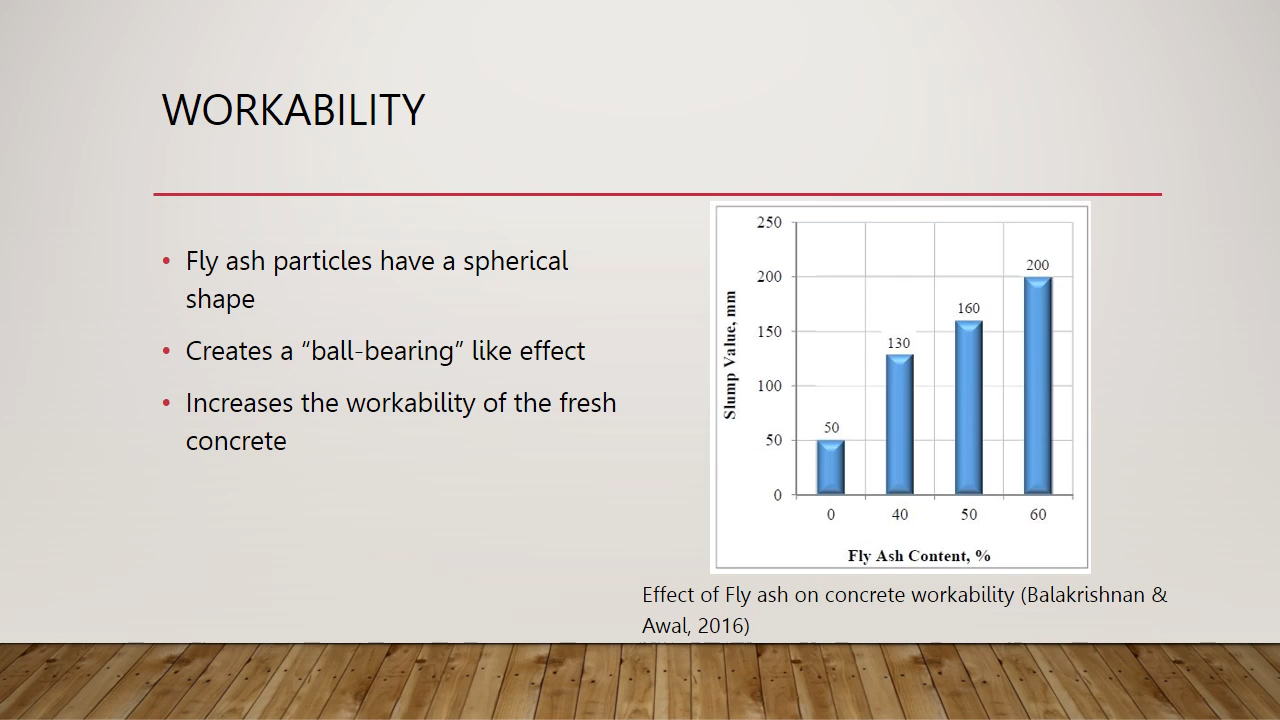 WORKABILITY
• Fly ash particles have a spherical
shape
• Creates a “ball-bearing” like effect
• Increases the workability of the fresh
concrete
250
200
150
100
50
0
Slump Value, mm
50
130
160
200
0 40 50 60
Fly Ash Content, %
Effect of Fly ash on concrete workability (Balakrishnan &
Awal, 2016)